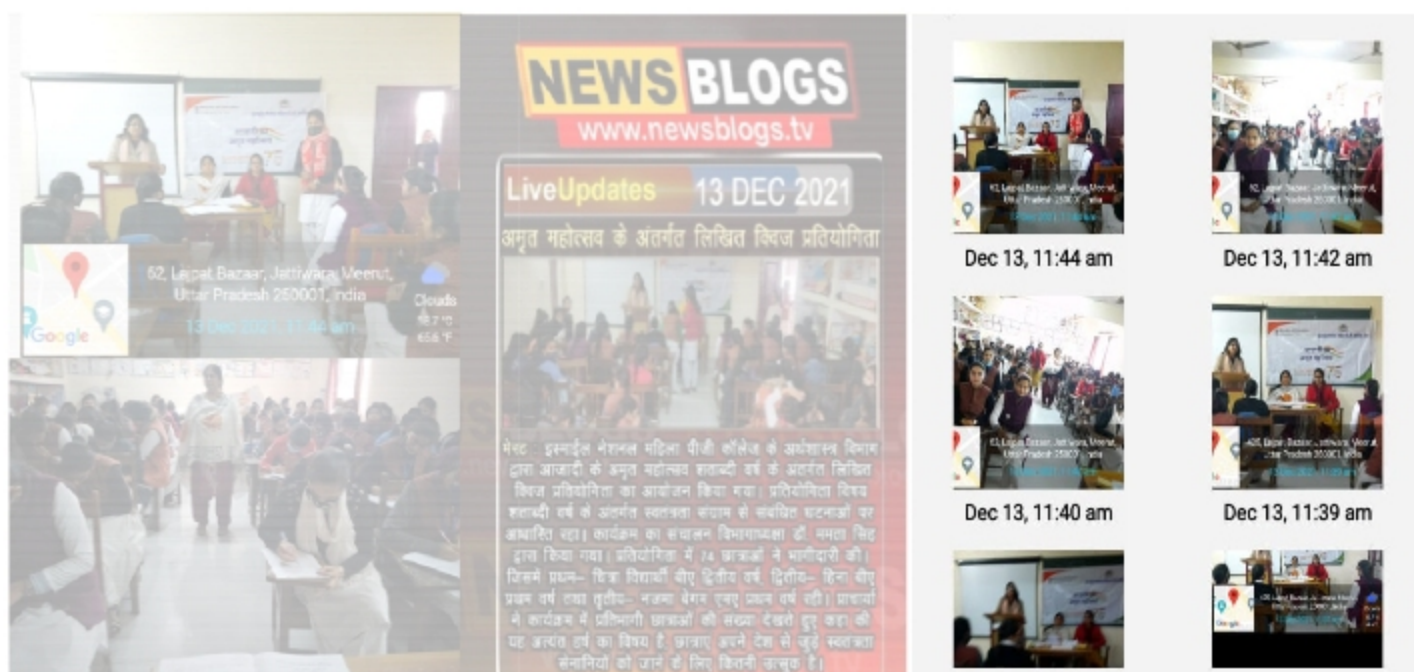 NEWS BLOGS
www.newsblogs.tv
LiveUpdates 13 DEC 2021
अमृत महोत्सव के अंतर्गत लिखित क्विज प्रतियोगिता
मेरठ इस्माईल नेशनल महिला पीजी कॉलेज के अर्थशास्त्र विभाग
द्वारा आजादी के अमृत महोत्सव शताब्दी वर्ष के अंतर्गत लिखित
क्विज प्रतियोगिता का आयोजन किया गया। प्रतियोगिता विषय
शताब्दी वर्ष के अंतर्गत स्वतंत्रता संग्राम से संबंधित घटनाओं पर
आधारित रहा। कार्यक्रम का संचालन विभागाध्यक्षा डॉ. ममता सिंह
द्वारा किया गया। प्रतियोगिता में 74 छात्राओं ने भागीदारी की।
जिसमें प्रथम– चित्रा विद्यार्थी बीए द्वितीय वर्ष, द्वितीय– हिना बीए
प्रथम वर्ष तथा तृतीय– नजमा बेगम एमए प्रथम वर्ष रही। प्राचार्या
ने कार्यक्रम में प्रतिभागी छात्राओं की संख्या देखते हुए कहा की
यह अत्यंत हर्ष का विषय है, छात्राए अपने देश से जुड़े स्वतंत्रता
सेनानियों को जाने के लिए कितनी उत्सुक है।
62, Lajpat Bazaar, Jattiwara, Meerut,
Uttar Pradesh 250001, India
13 Dec 2021, 11:44 am
Clouds
Google
Dec 13, 11:44 am
Dec 13, 11:42 am
Dec 13, 11:40 am
Dec 13, 11:39 am